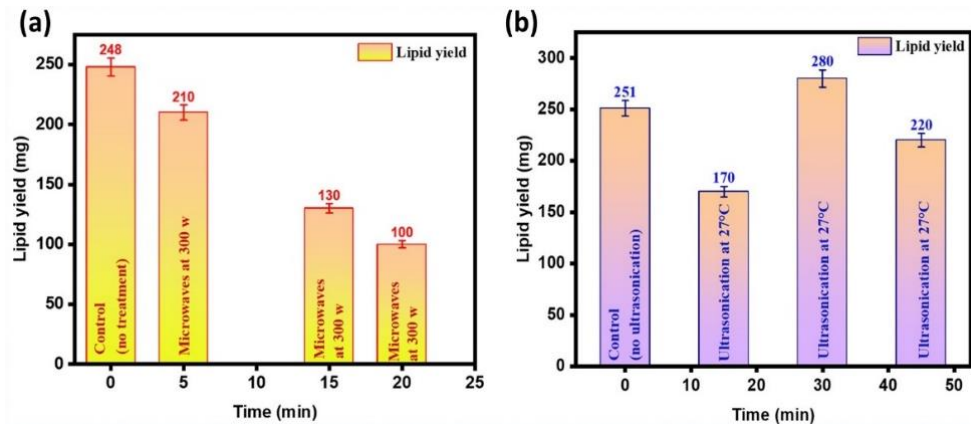 (a)
Lipid yield
Lipid yield (mg)
250
200
150
100
50
0
248
210
130
100
Control
(no treatment)
Microwaves at 300 w
Microwaves
at 300 w
Microwaves
at 300 w
0 5 10 15 20 25
Time (min)
(b)
Lipid yield
Lipid yield (mg)
300
250
200
150
100
50
0
251
170
280
220
Control
(no ultrasonication)
Ultrasonication at 27°C
Ultrasonication at 27°C
Ultrasonication at 27°C
0 10 20 30 40 50
Time (min)